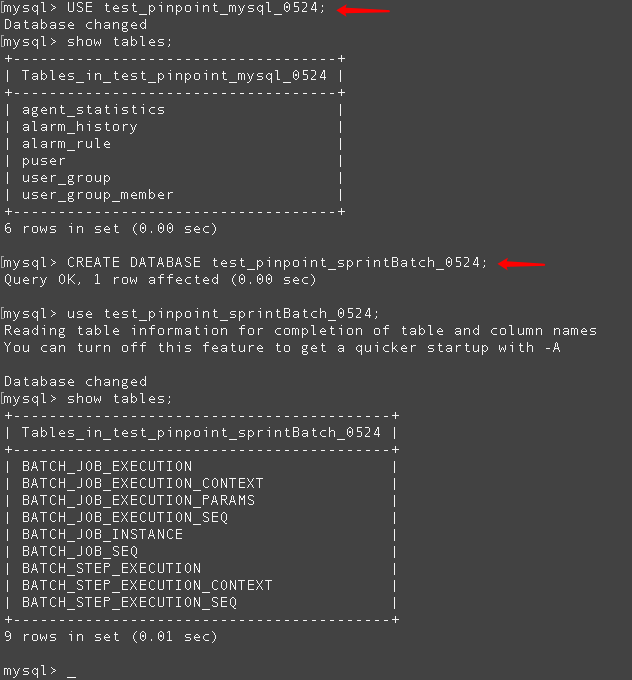 [mysql> USE test_pinpoint_mysql_0524;
Database changed
[mysql> show tables;
+------------------------------------+
| Tables_in_test_pinpoint_mysql_0524 |
+------------------------------------+
| agent_statistics                   |
| alarm_history                      |
| alarm_rule                         |
| puser                              |
| user_group                         |
| user_group_member                  |
+------------------------------------+
6 rows in set (0.00 sec)
[mysql> CREATE DATABASE test_pinpoint_sprintBatch_0524;
Query OK, 1 row affected (0.00 sec)
[mysql> use test_pinpoint_sprintBatch_0524;
Reading table information for completion of table and column names
You can turn off this feature to get a quicker startup with -A
Database changed
[mysql> show tables;
+------------------------------------------+
| Tables_in_test_pinpoint_sprintBatch_0524 |
+------------------------------------------+
| BATCH_JOB_EXECUTION                      |
| BATCH_JOB_EXECUTION_CONTEXT              |
| BATCH_JOB_EXECUTION_PARAMS               |
| BATCH_JOB_EXECUTION_SEQ                  |
| BATCH_JOB_INSTANCE                       |
| BATCH_JOB_SEQ                            |
| BATCH_STEP_EXECUTION                     |
| BATCH_STEP_EXECUTION_CONTEXT             |
| BATCH_STEP_EXECUTION_SEQ                 |
+------------------------------------------+
9 rows in set (0.01 sec)
mysql> _